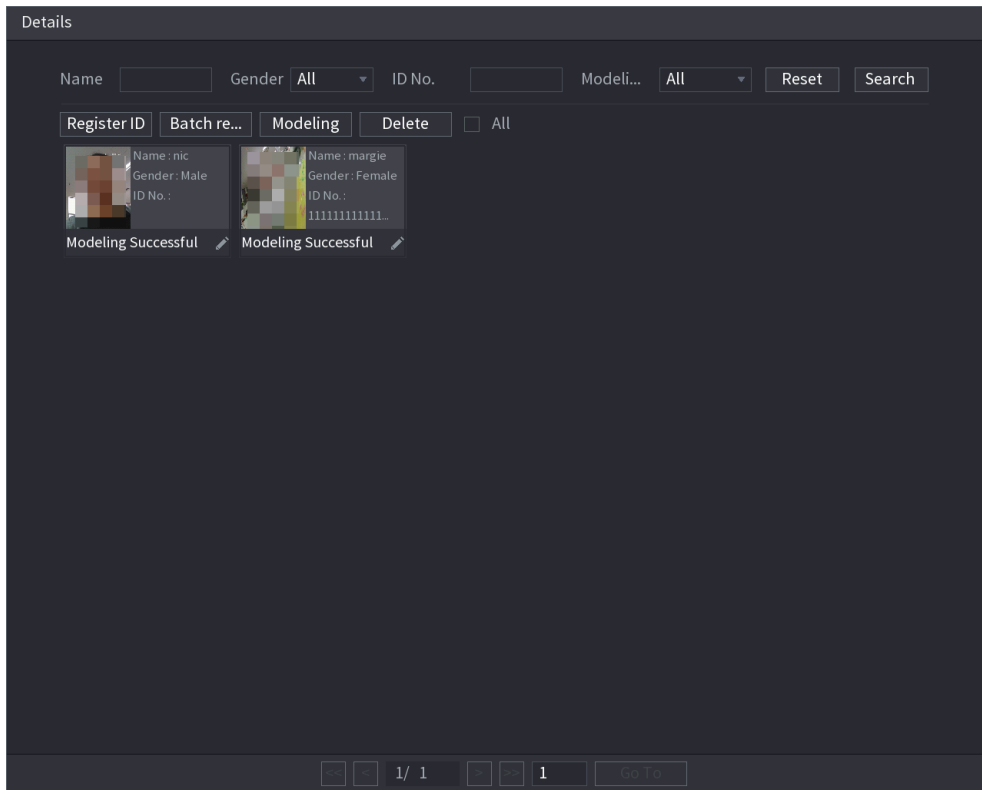 Details
Name Gender All ID No. Modeli... All Reset Search
Register ID Batch re... Modeling Delete All
Name : nic
Gender : Male
ID No. :
Modeling Successful
Name : margie
Gender : Female
ID No. :
111111111111...
Modeling Successful
<< < 1/ 1 > >> 1 Go To